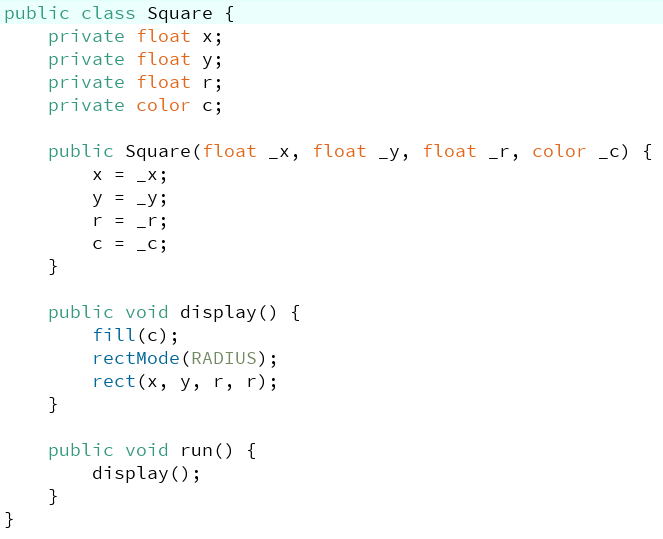 public class Square {
    private float x;
    private float y;
    private float r;
    private color c;

    public Square(float _x, float _y, float _r, color _c) {
        x = _x;
        y = _y;
        r = _r;
        c = _c;
    }

    public void display() {
        fill(c);
        rectMode(RADIUS);
        rect(x, y, r, r);
    }

    public void run() {
        display();
    }
}